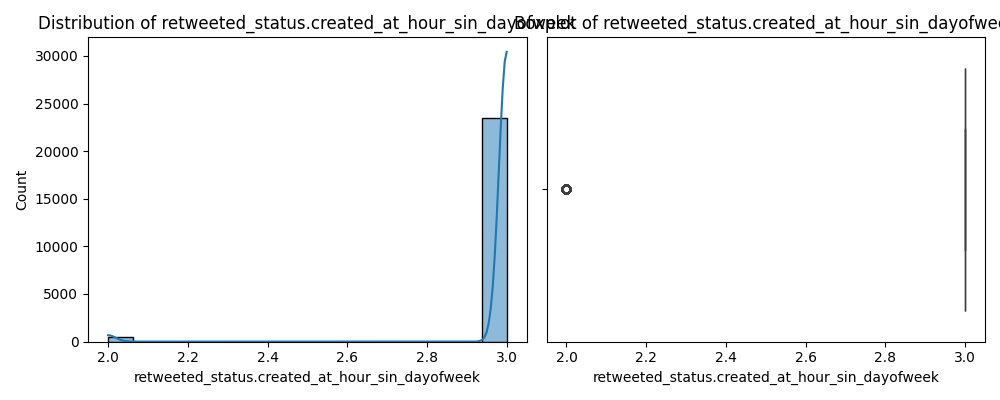 Distribution of retweeted_status.created_at_hour_sin_dayofweek
Boxplot of retweeted_status.created_at_hour_sin_dayofwee
30000
25000
20000
15000
10000
5000
0
Count
2.0 2.2 2.4 2.6 2.8 3.0
retweeted_status.created_at_hour_sin_dayofweek
2.0 2.2 2.4 2.6 2.8 3.0
retweeted_status.created_at_hour_sin_dayofweek